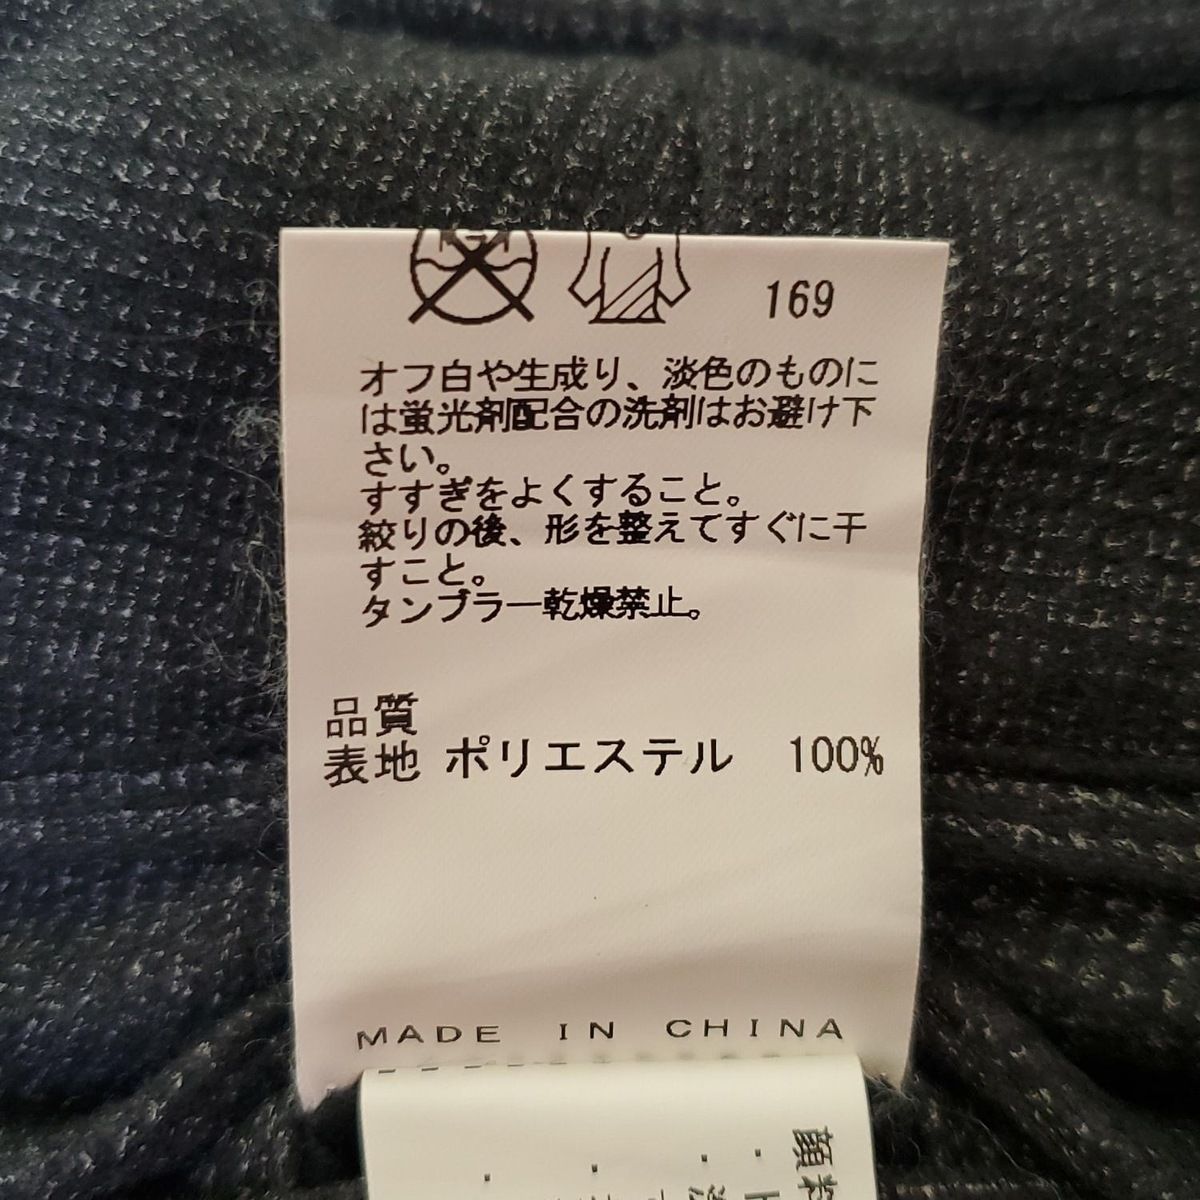 169
オフ白や生成り、淡色のものに
は蛍光剤配合の洗剤はお避け下
さい。
すすぎをよくすること。
絞りの後、形を整えてすぐに干
すこと。
タンブラー乾燥禁止。
品質
表地 ポリエステル 100%
MADE IN CHINA
顔料